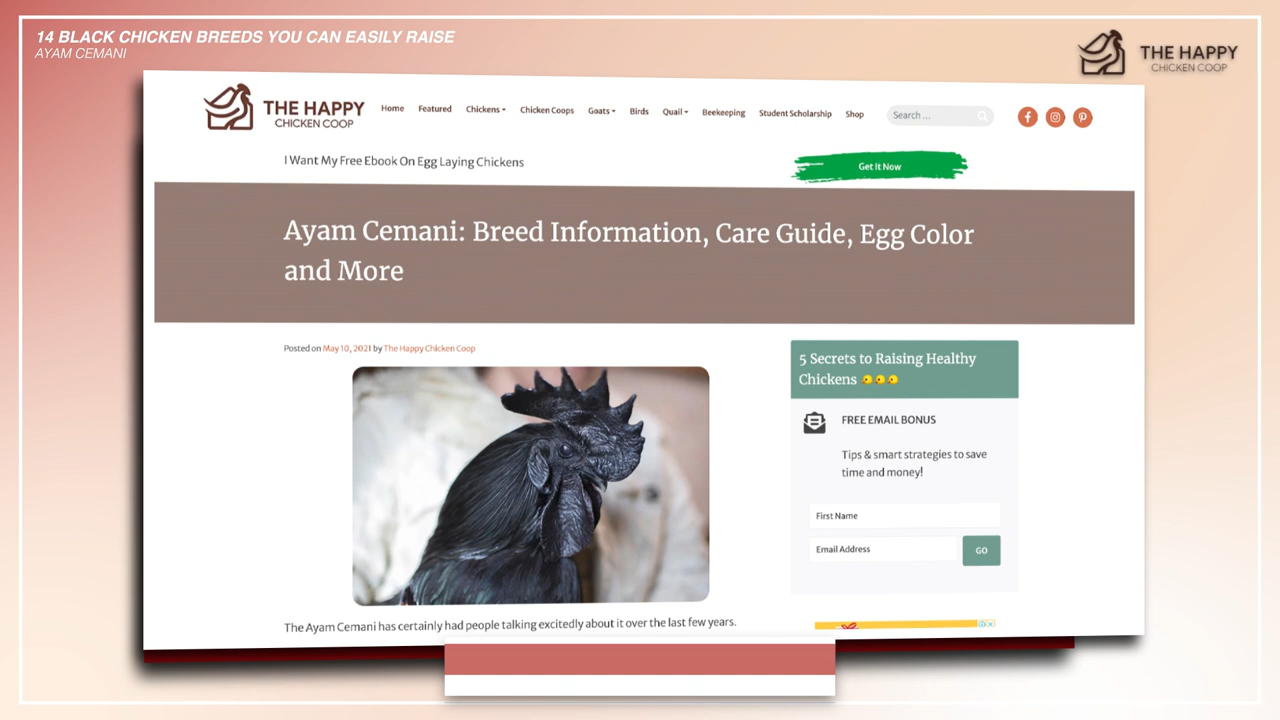 14 BLACK CHICKEN BREEDS YOU CAN EASILY RAISE
AYAM CEMANI
THE HAPPY
CHICKEN COOP
THE HAPPY
CHICKEN COOP
Home Featured Chickens Chicken Coops Goats Birds Quail Beekeeping Student Scholarship Shop
Search ...
I Want My Free Ebook On Egg Laying Chickens
Get It Now
Ayam Cemani: Breed Information, Care Guide, Egg Color
and More
Posted on May 10, 2021 by The Happy Chicken Coop
5 Secrets to Raising Healthy
Chickens
FREE EMAIL BONUS
Tips & smart strategies to save
time and money!
First Name
Email Address
GO
The Ayam Cemani has certainly had people talking excitedly about it over the last few years.